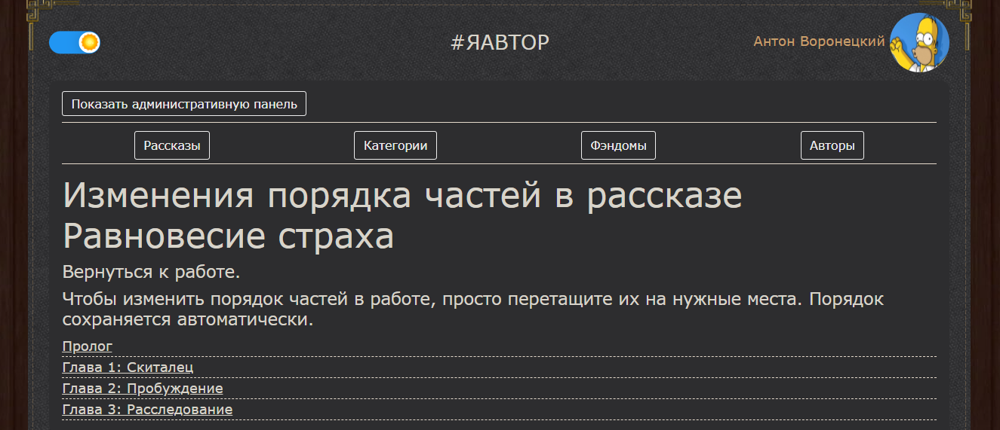 #ЯАВТОР
Антон Воронецкий
Показать административную панель
Рассказы
Категории
Фэндомы
Авторы
Изменения порядка частей в рассказе
Равновесие страха
Вернуться к работе.
Чтобы изменить порядок частей в работе, просто перетащите их на нужные места. Порядок
сохраняется автоматически.
Пролог
Глава 1: Скиталец
Глава 2: Пробуждение
Глава 3: Расследование